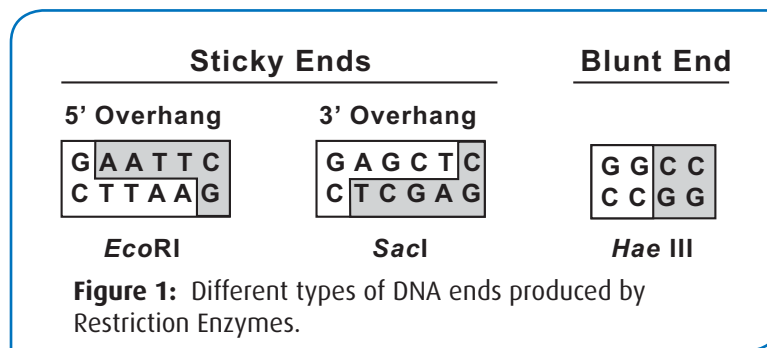 Sticky Ends Blunt End
5' Overhang 3' Overhang
G A A T T C G A G C T C G G C C
C T T A A G C T C G A G C C G G
EcoRI SacI Hae III
Figure 1: Different types of DNA ends produced by
Restriction Enzymes.